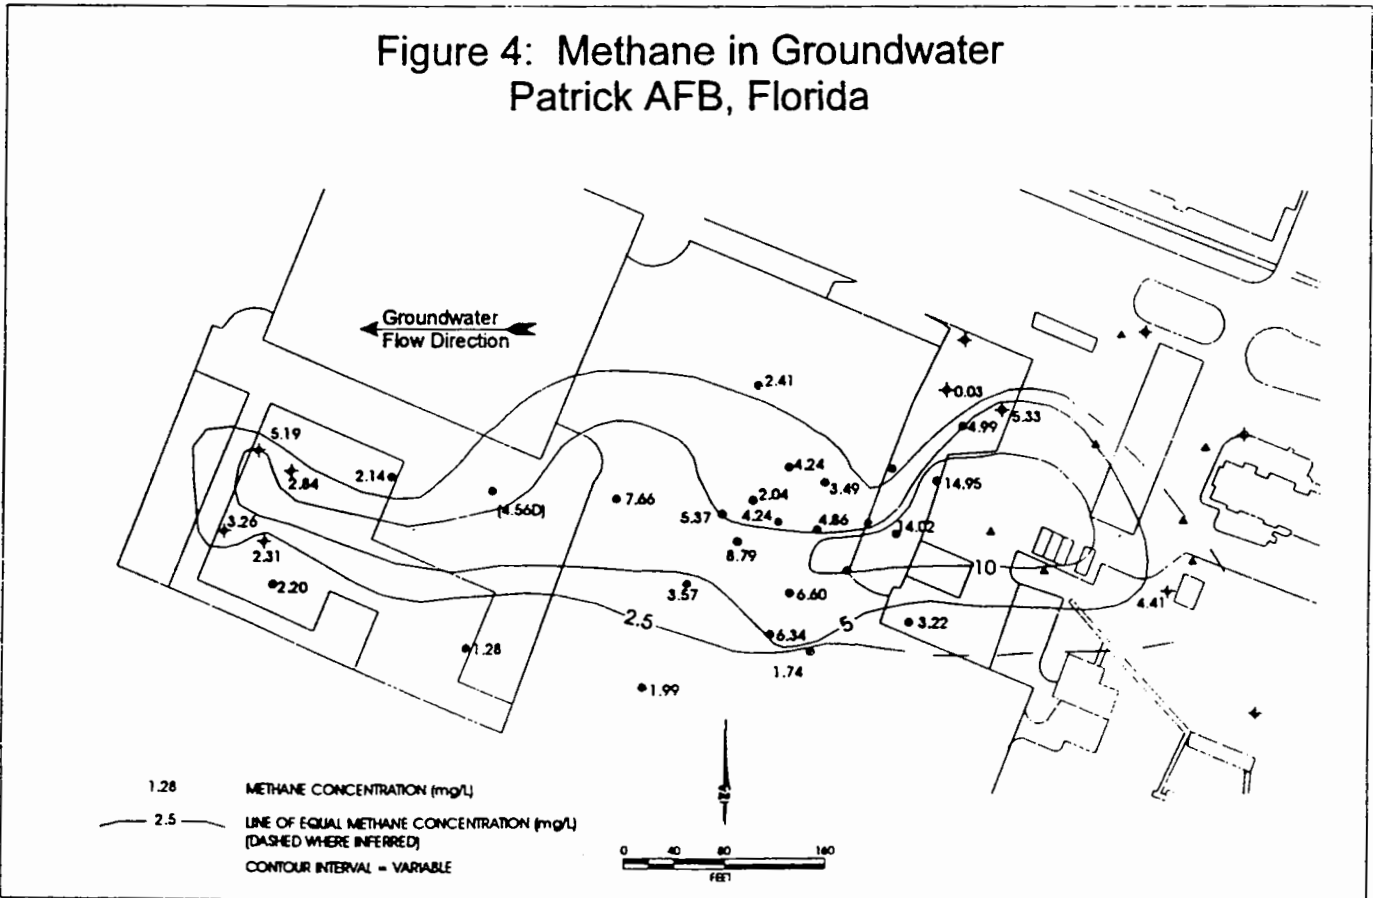 Figure 4: Methane in Groundwater
Patrick AFB, Florida
Groundwater
Flow Direction
2.41
0.03
5.33
4.99
5.19
2.84
2.14
4.24
3.49
14.95
(4.56D)
7.66
2.04
5.37
4.24
4.86
14.02
3.26
2.31
8.79
10
2.20
3.57
6.60
4.41
2.5
6.34
5
3.22
1.28
1.74
1.99
1.28 METHANE CONCENTRATION (mg/L)
2.5 LINE OF EQUAL METHANE CONCENTRATION (mg/L)
(DASHED WHERE INFERRED)
CONTOUR INTERVAL = VARIABLE
0 40 80 160
FEET